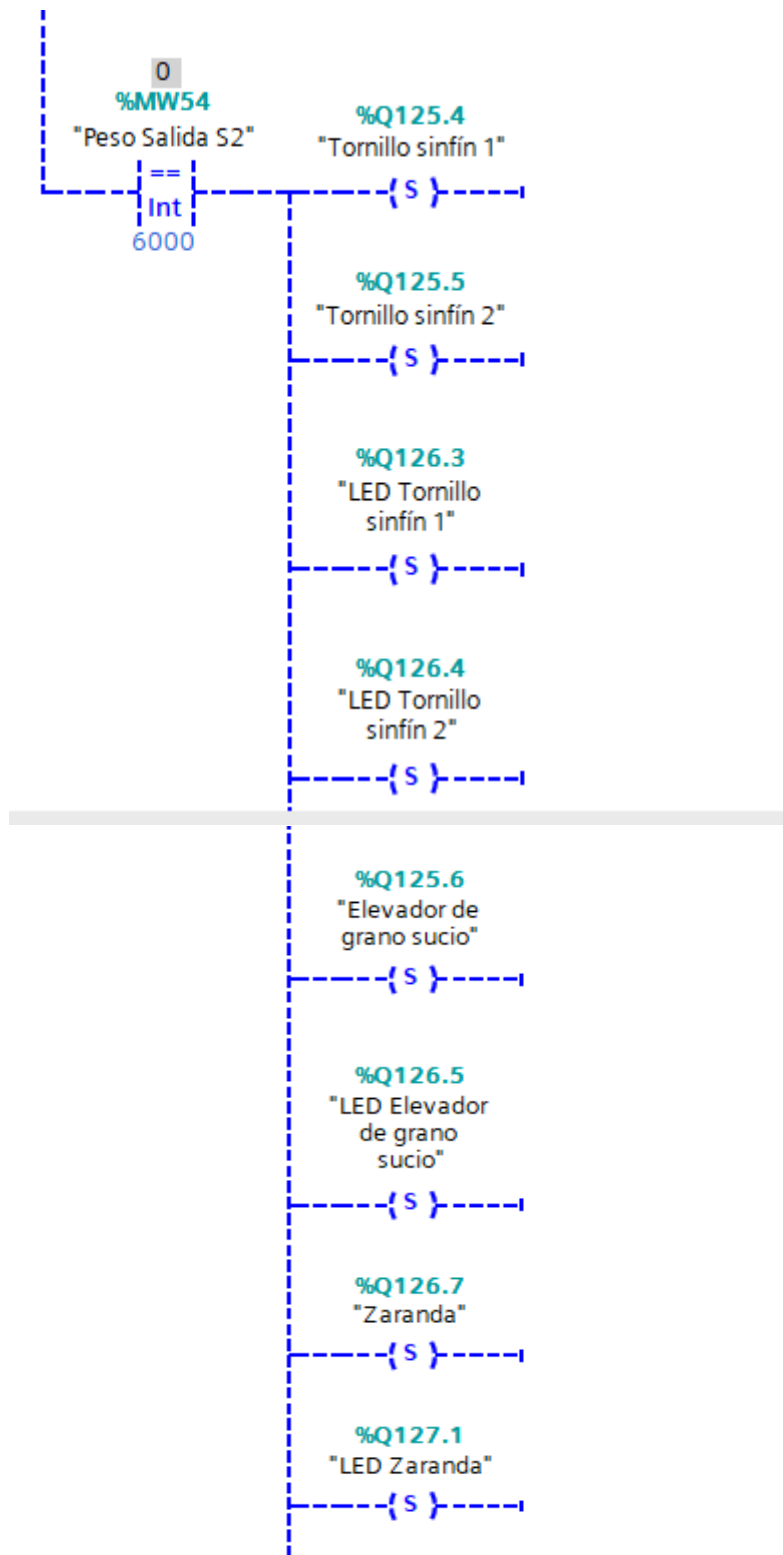 0
%MW54
"Peso Salida S2"
==
Int
6000
%Q125.4
"Tornillo sinfín 1"
S
%Q125.5
"Tornillo sinfín 2"
S
%Q126.3
"LED Tornillo
sinfín 1"
S
%Q126.4
"LED Tornillo
sinfín 2"
S
%Q125.6
"Elevador de
grano sucio"
S
%Q126.5
"LED Elevador
de grano
sucio"
S
%Q126.7
"Zaranda"
S
%Q127.1
"LED Zaranda"
S